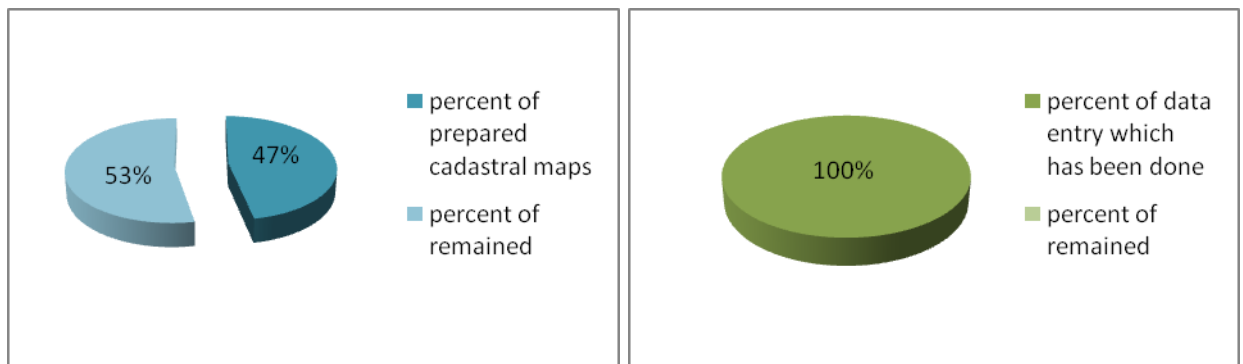 53%
47%
percent of
prepared
cadastral maps
percent of
remained
100%
percent of data
entry which
has been done
percent of
remained